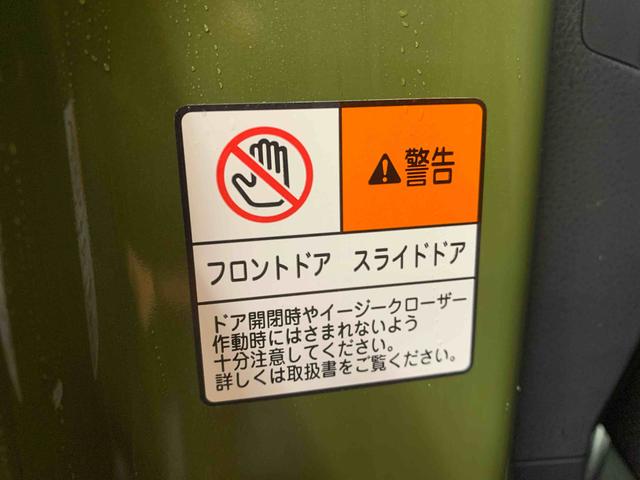 警告
フロントドア スライドドア
ドア開閉時やイージークローザー
作動時にはさまれないよう
十分注意してください。
詳しくは取扱書をご覧ください。